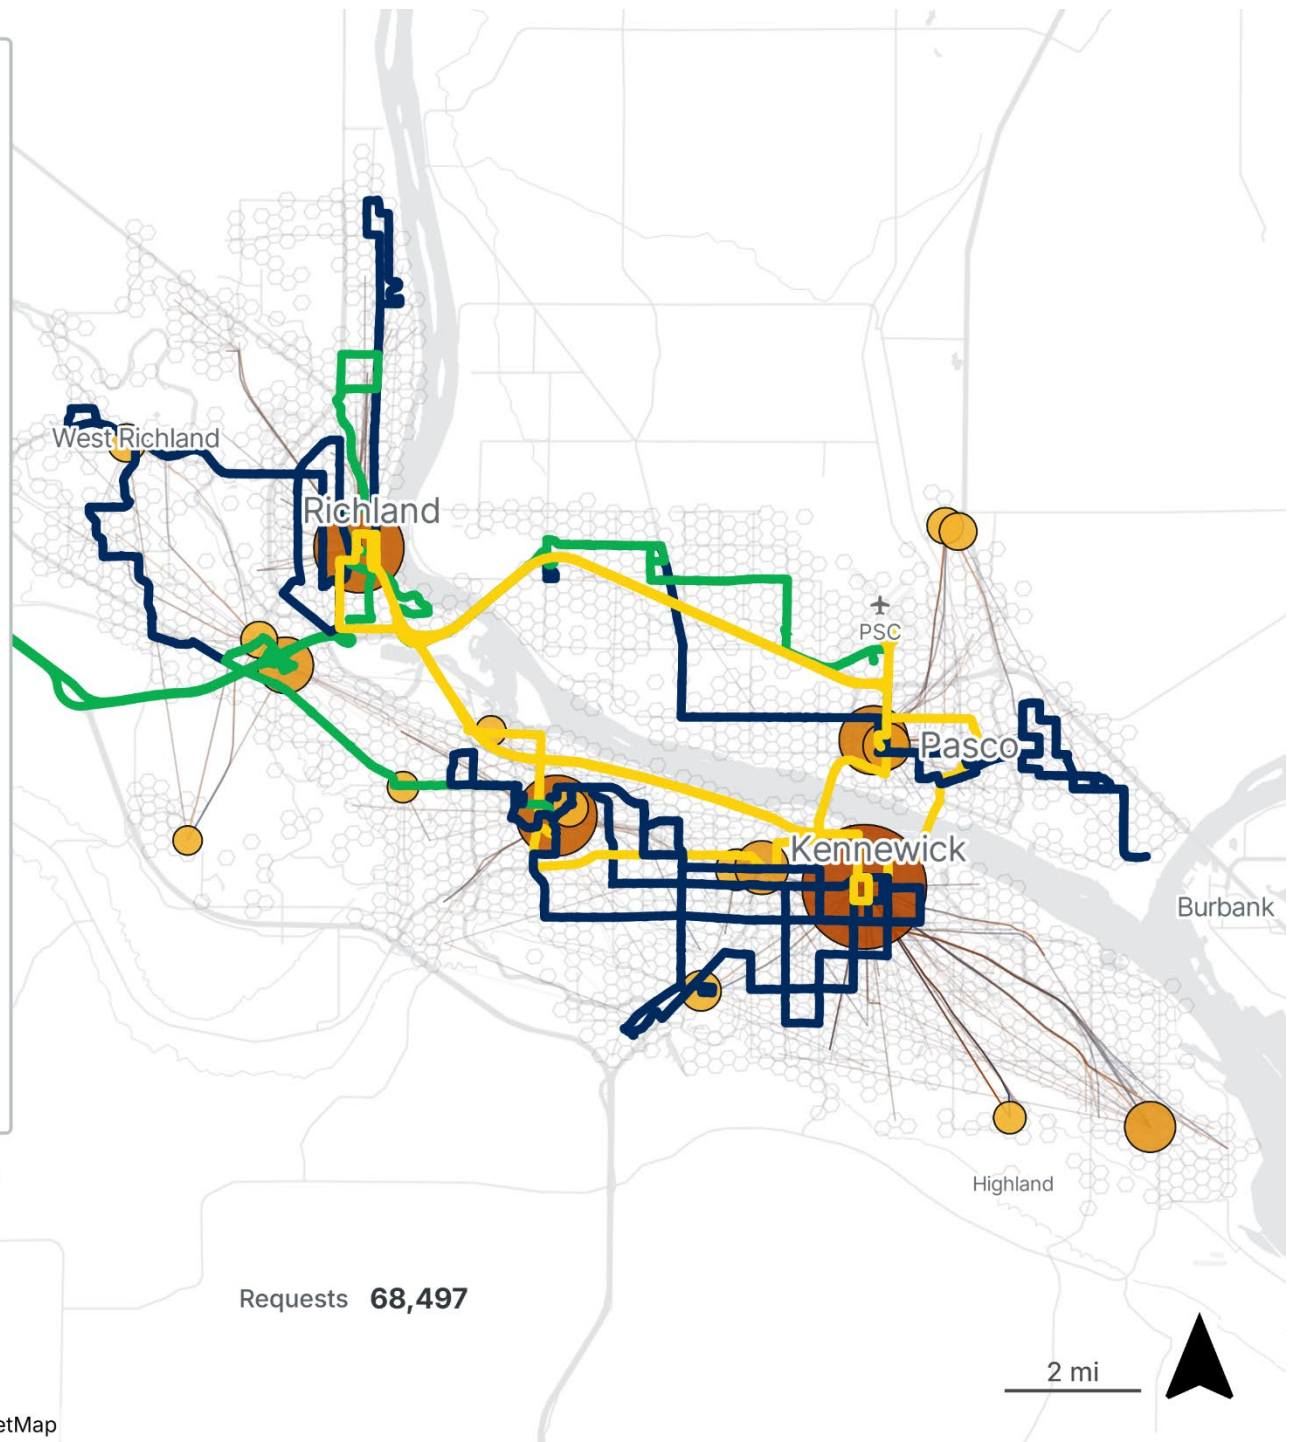 West Richland
Richland
PSC
Pasco
Kennewick
Burbank
Highland
Requests 68,497
2 mi
etMap